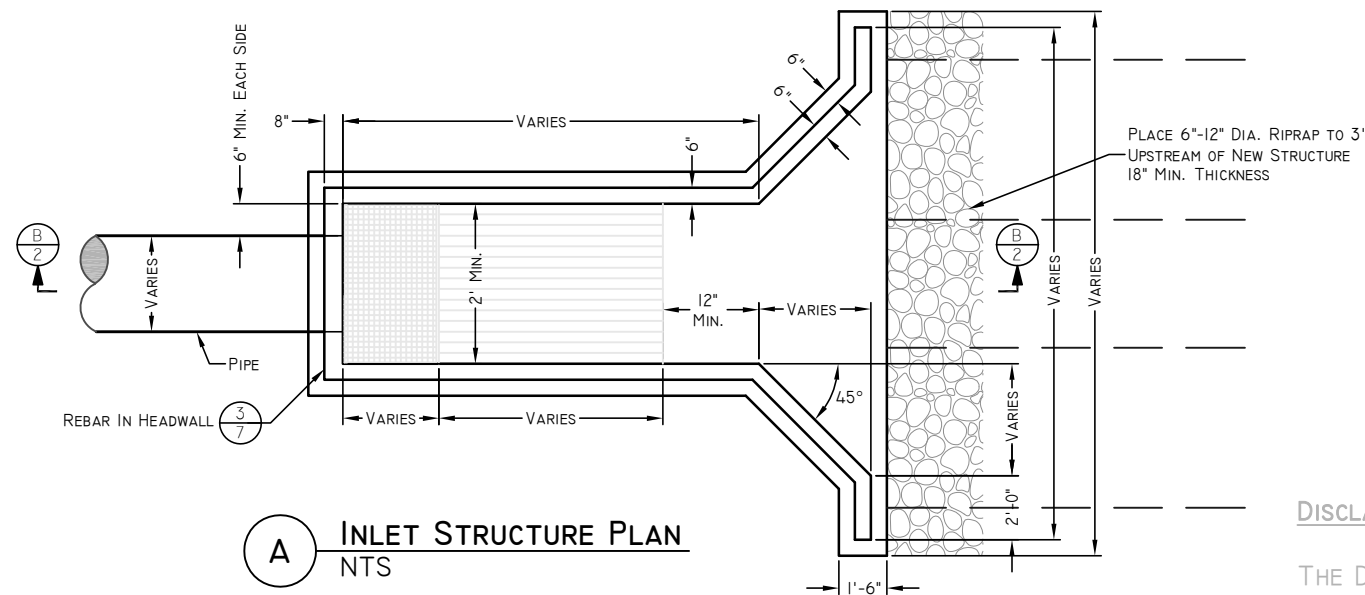 6" MIN. EACH SIDE
8"
VARIES
6"
6"
6"
PLACE 6"-12" DIA. RIPRAP TO 3'
UPSTREAM OF NEW STRUCTURE
18" MIN. THICKNESS
B
2
VARIES
2' MIN.
12"
MIN.
VARIES
B
2
VARIES
VARIES
PIPE
REBAR IN HEADWALL
3
7
VARIES
VARIES
45°
VARIES
2'-0"
1'-6"
A
INLET STRUCTURE PLAN
NTS
THE D